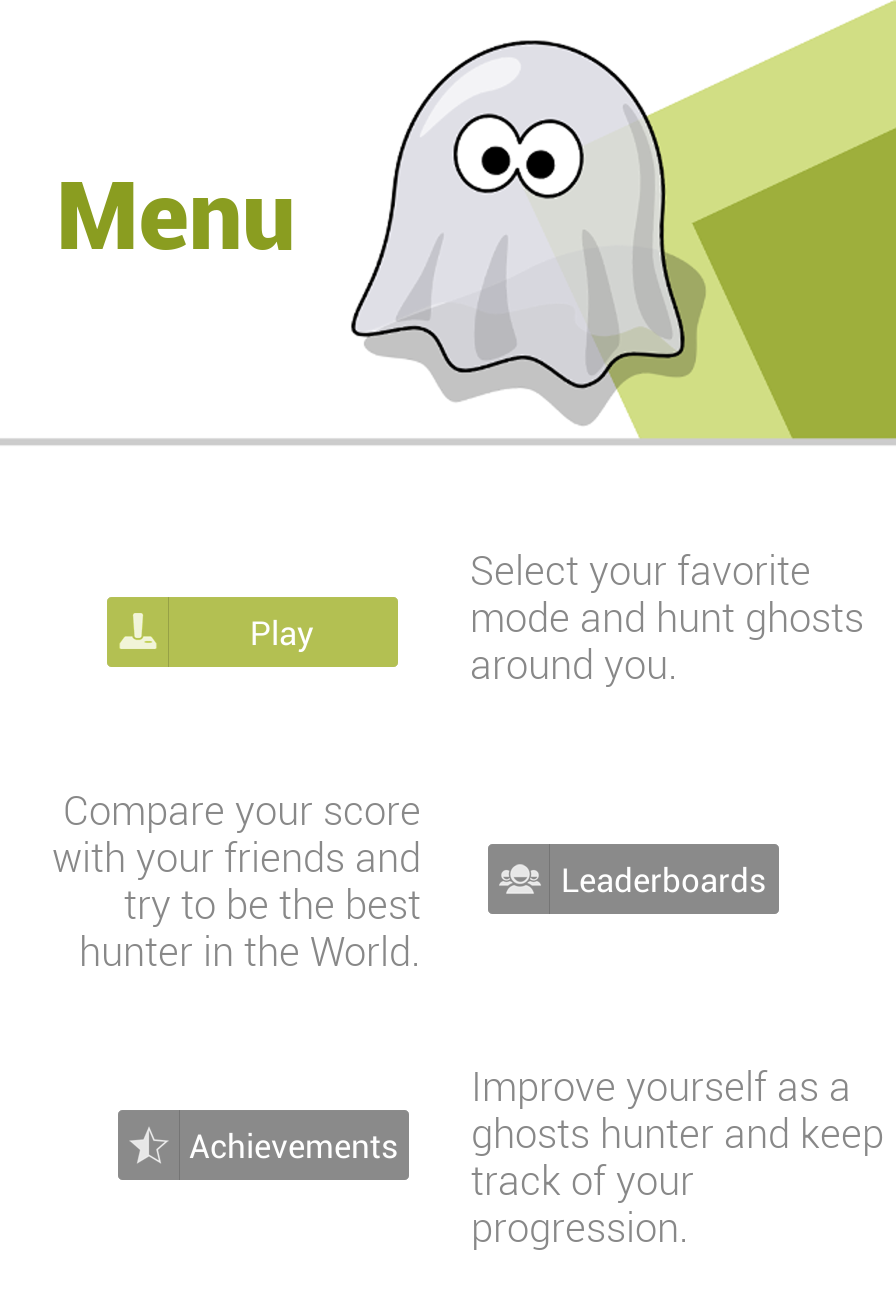 Menu
Play
Select your favorite
mode and hunt ghosts
around you.
Compare your score
with your friends and
try to be the best
hunter in the World.
Leaderboards
Achievements
Improve yourself as a
ghosts hunter and keep
track of your
progression.